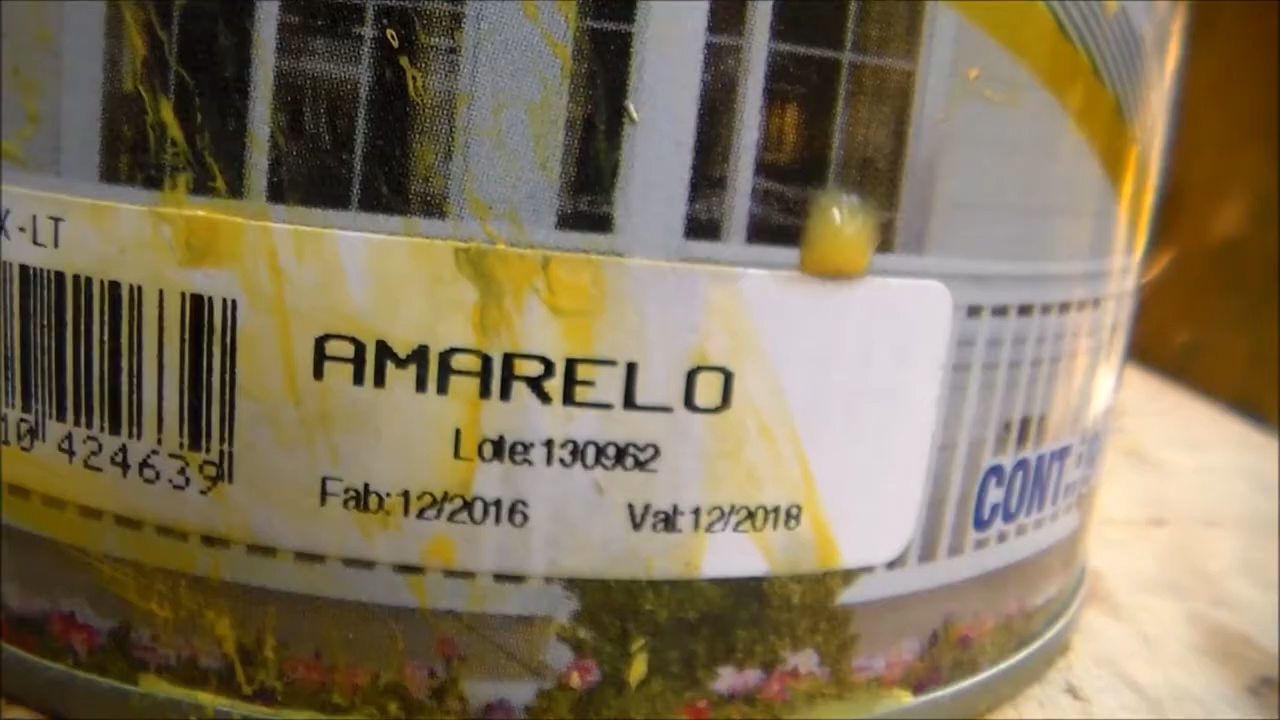 X-LT
10 424639
AMARELO
Lote:130962
Fab:12/2016 Val:12/2018
CONT.